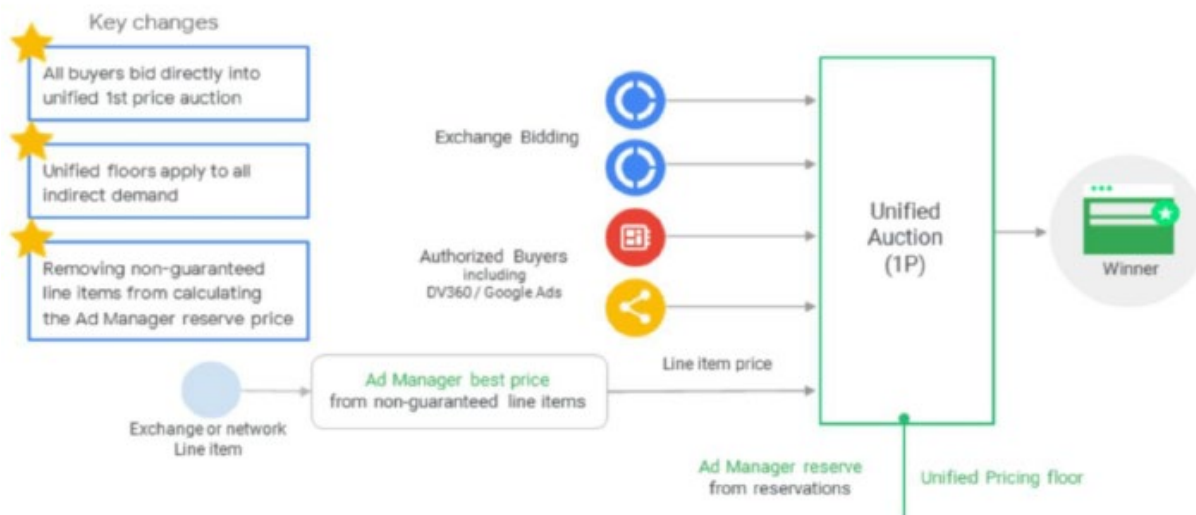 Key changes
All buyers bid directly into
unified 1st price auction
Unified floors apply to all
indirect demand
Removing non-guaranteed
line items from calculating
the Ad Manager reserve price
Exchange Bidding
Authorized Buyers
including
DV360 / Google Ads
Unified
Auction
(1P)
Winner
Exchange or network
Line item
Ad Manager best price
from non-guaranteed line items
Line item price
Ad Manager reserve
from reservations
Unified Pricing floor